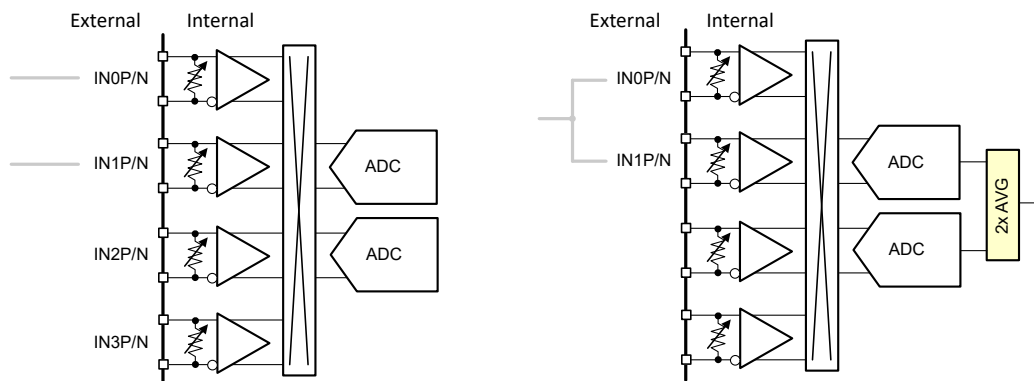 External Internal
IN0P/N
IN1P/N
ADC
IN2P/N
ADC
IN3P/N
External Internal
IN0P/N
IN1P/N
ADC
ADC
2x AVG